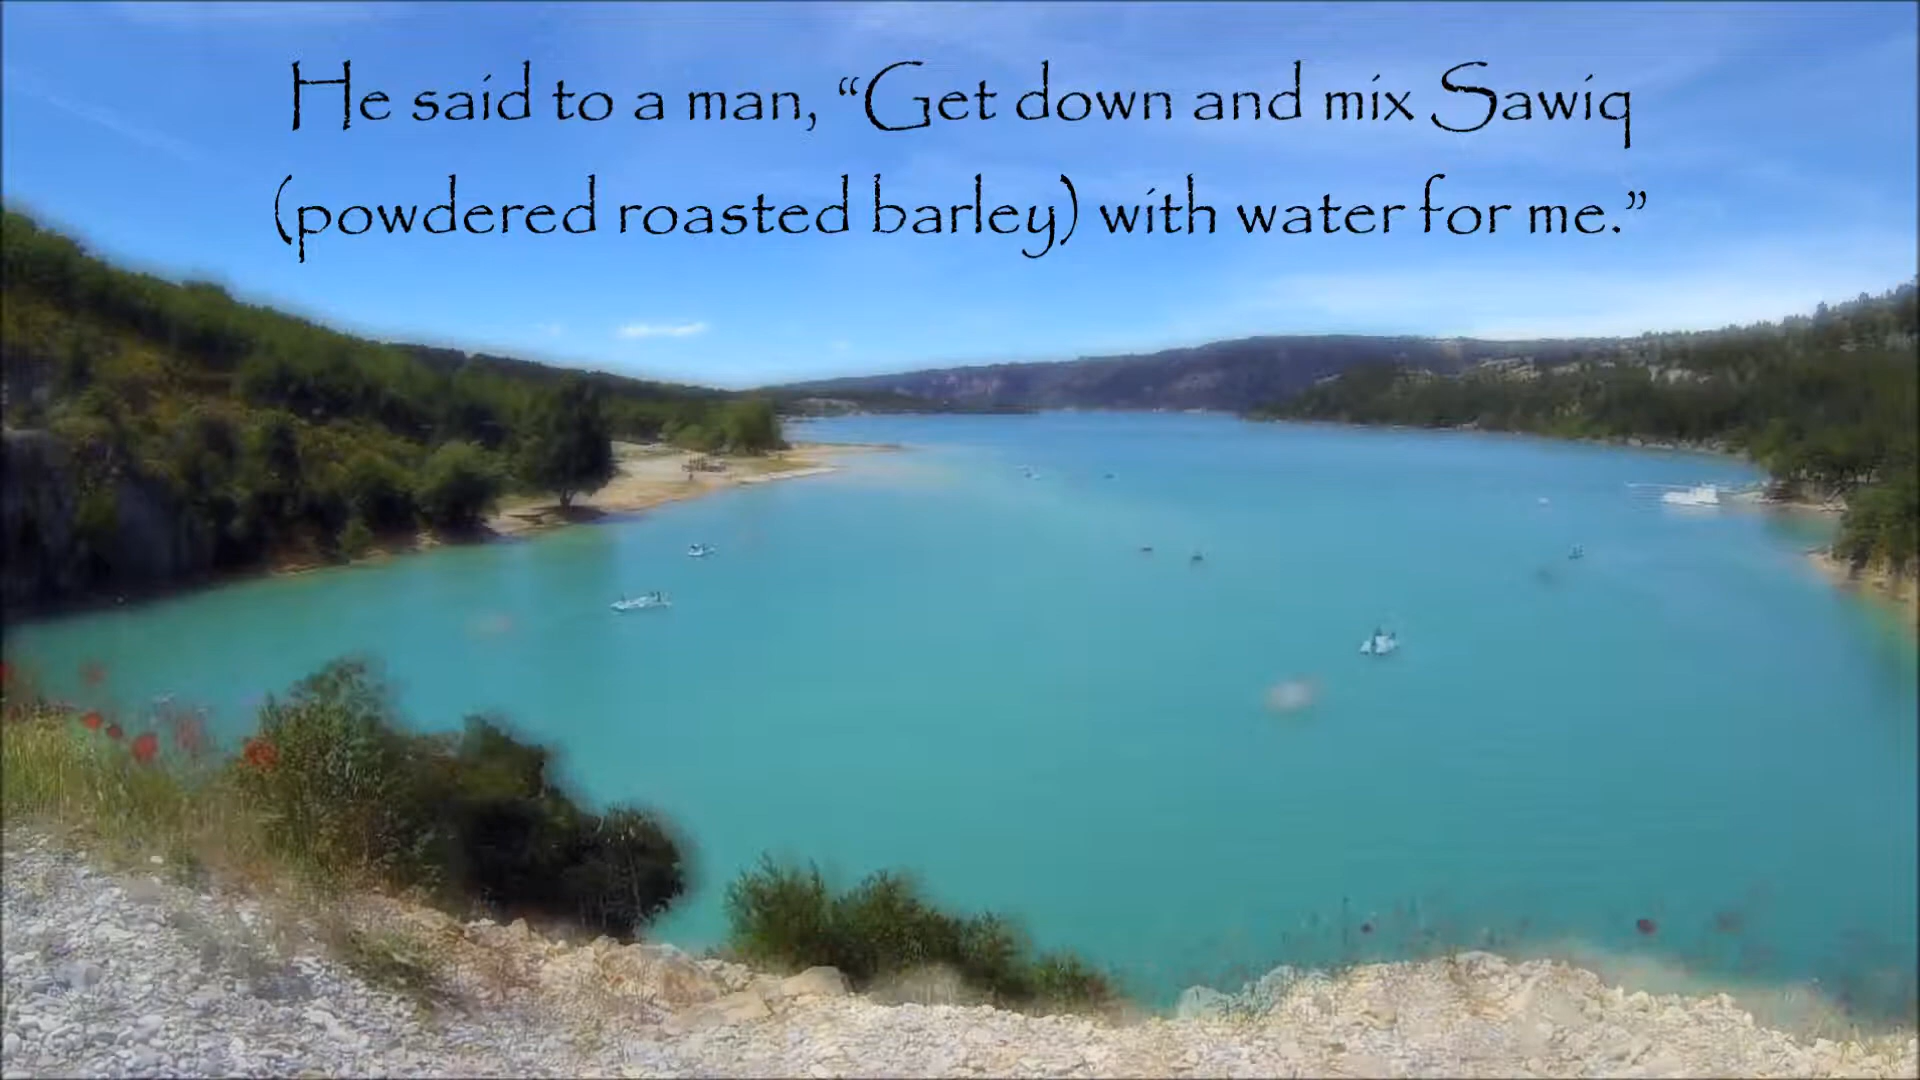 He said to a man, “Get down and mix Sawiq
(powdered roasted barley) with water for me.”